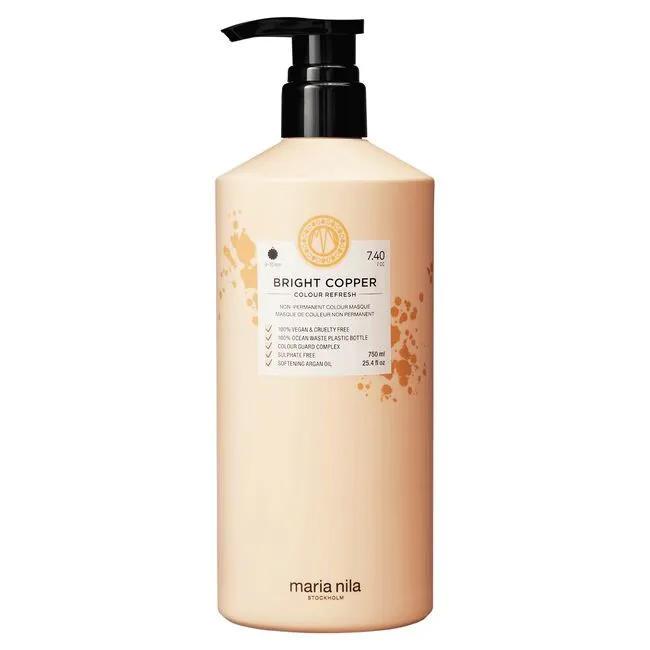 7.40
/ CC
BRIGHT COPPER
COLOUR REFRESH
NON-PERMANENT COLOUR MASQUE
MASQUE DE COULEUR NON PERMANENT
100% VEGAN & CRUELTY FREE
100% OCEAN WASTE PLASTIC BOTTLE
COLOUR GUARD COMPLEX
SULPHATE FREE
SOFTENING ARGAN OIL
750 ml
25.4 fl oz
maria nila
STOCKHOLM